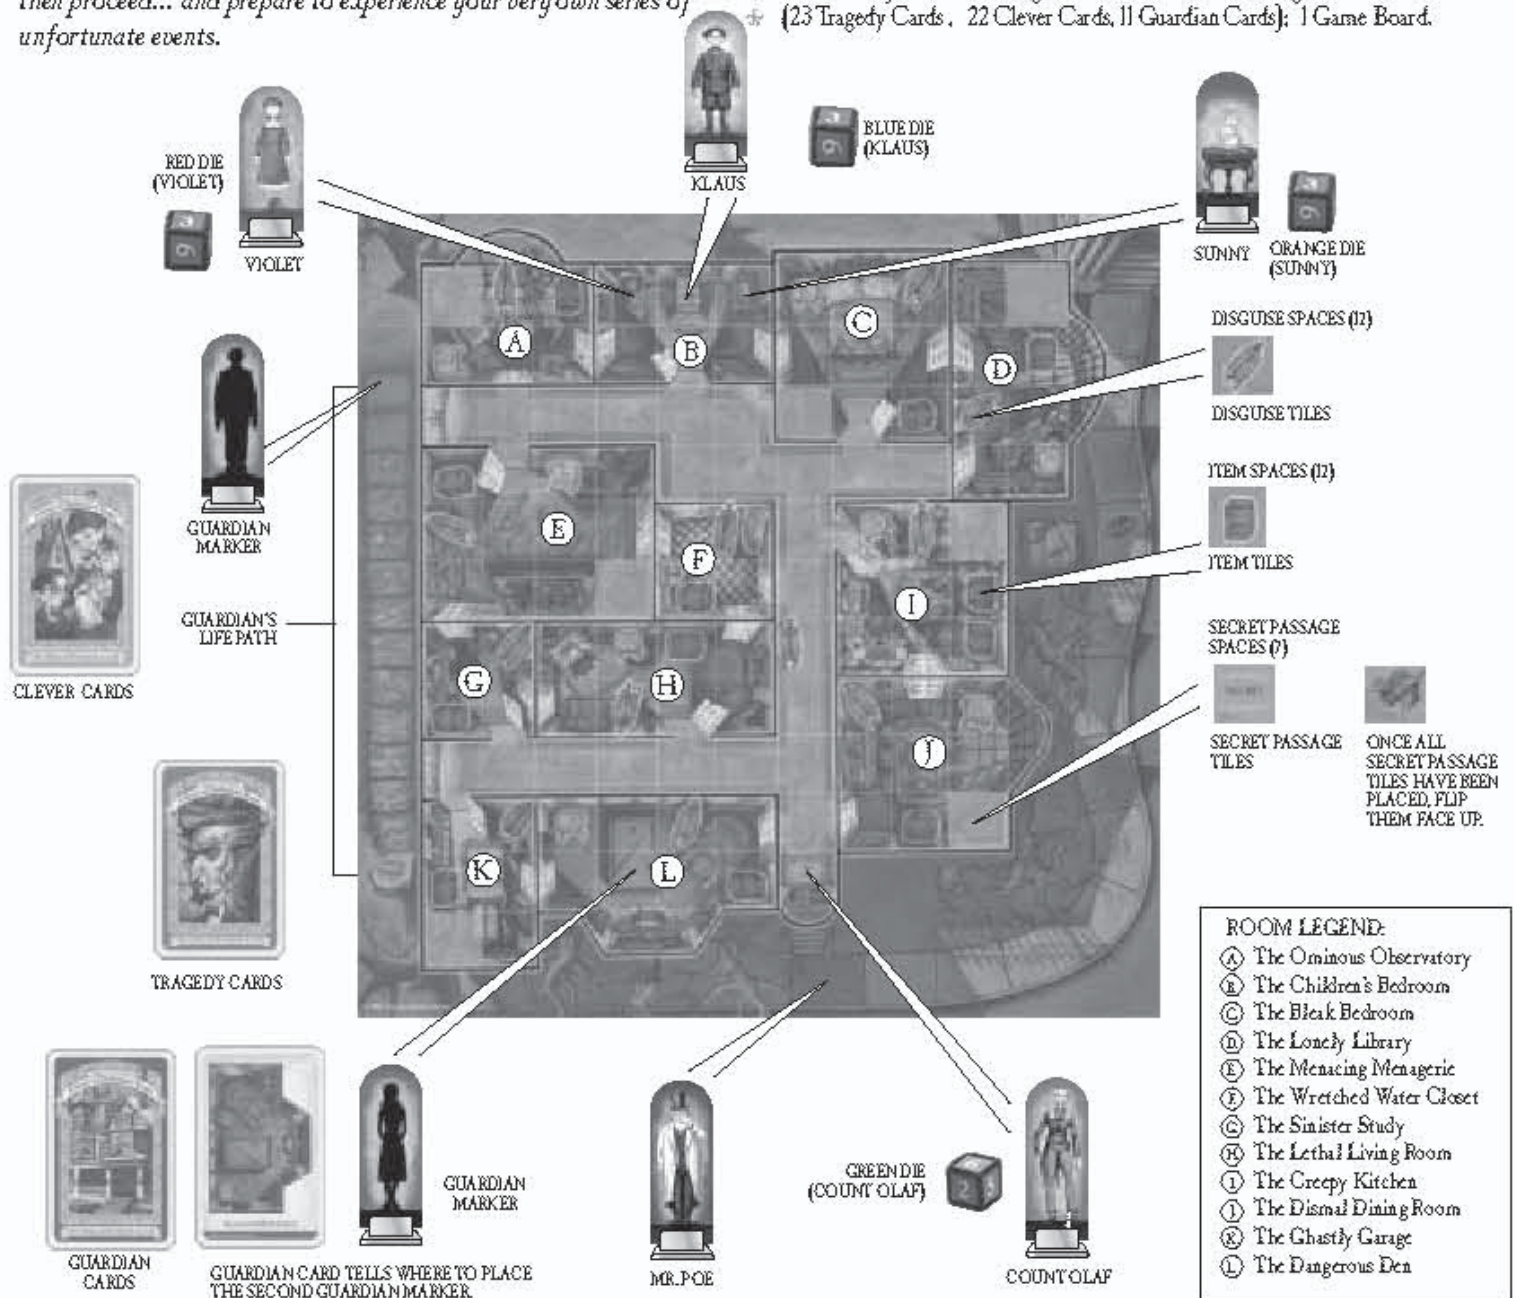 then proceed... and prepare to experience your very own series of
unfortunate events.
(23 Tragedy Cards, 22 Clever Cards, 11 Guardian Cards); 1 Game Board.
RED DIE
(VIOLET)
VIOLET
KLAUS
BLUE DIE
(KLAUS)
SUNNY
ORANGE DIE
(SUNNY)
DISGUISE SPACES (12)
DISGUISE TILES
ITEM SPACES (12)
ITEM TILES
SECRET PASSAGE
SPACES (7)
SECRET PASSAGE
TILES
ONCE ALL
SECRET PASSAGE
TILES HAVE BEEN
PLACED, FLIP
THEM FACE UP.
GUARDIAN
MARKER
GUARDIAN'S
LIFE PATH
CLEVER CARDS
TRAGEDY CARDS
A
B
C
D
E
F
G
H
I
J
K
L
GUARDIAN
CARDS
GUARDIAN CARD TELLS WHERE TO PLACE
THE SECOND GUARDIAN MARKER.
GUARDIAN
MARKER
MR. POE
GREEN DIE
(COUNT OLAF)
COUNT OLAF
ROOM LEGEND:
A The Ominous Observatory
B The Children's Bedroom
C The Bleak Bedroom
D The Lonely Library
E The Menacing Menagerie
F The Wretched Water Closet
G The Sinister Study
H The Lethal Living Room
I The Creepy Kitchen
J The Dismal Dining Room
K The Ghastly Garage
L The Dangerous Den